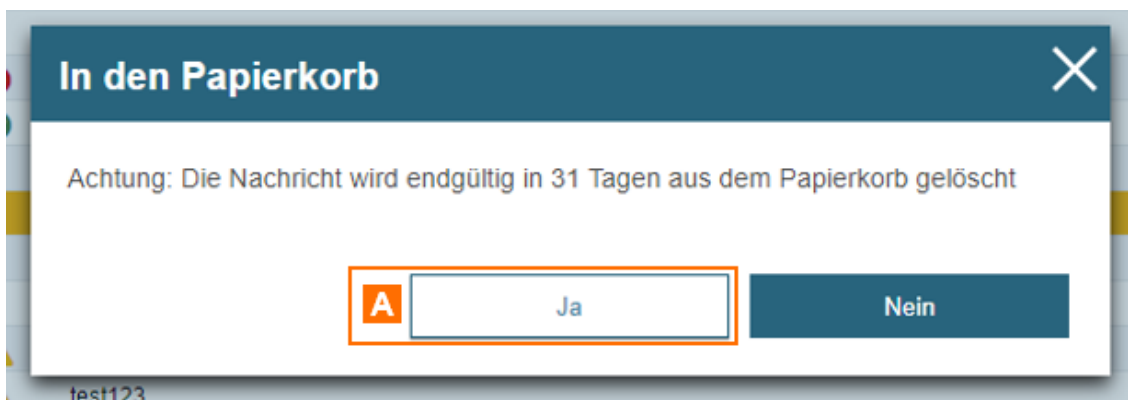 In den Papierkorb
Achtung: Die Nachricht wird endgültig in 31 Tagen aus dem Papierkorb gelöscht
A Ja Nein
test123